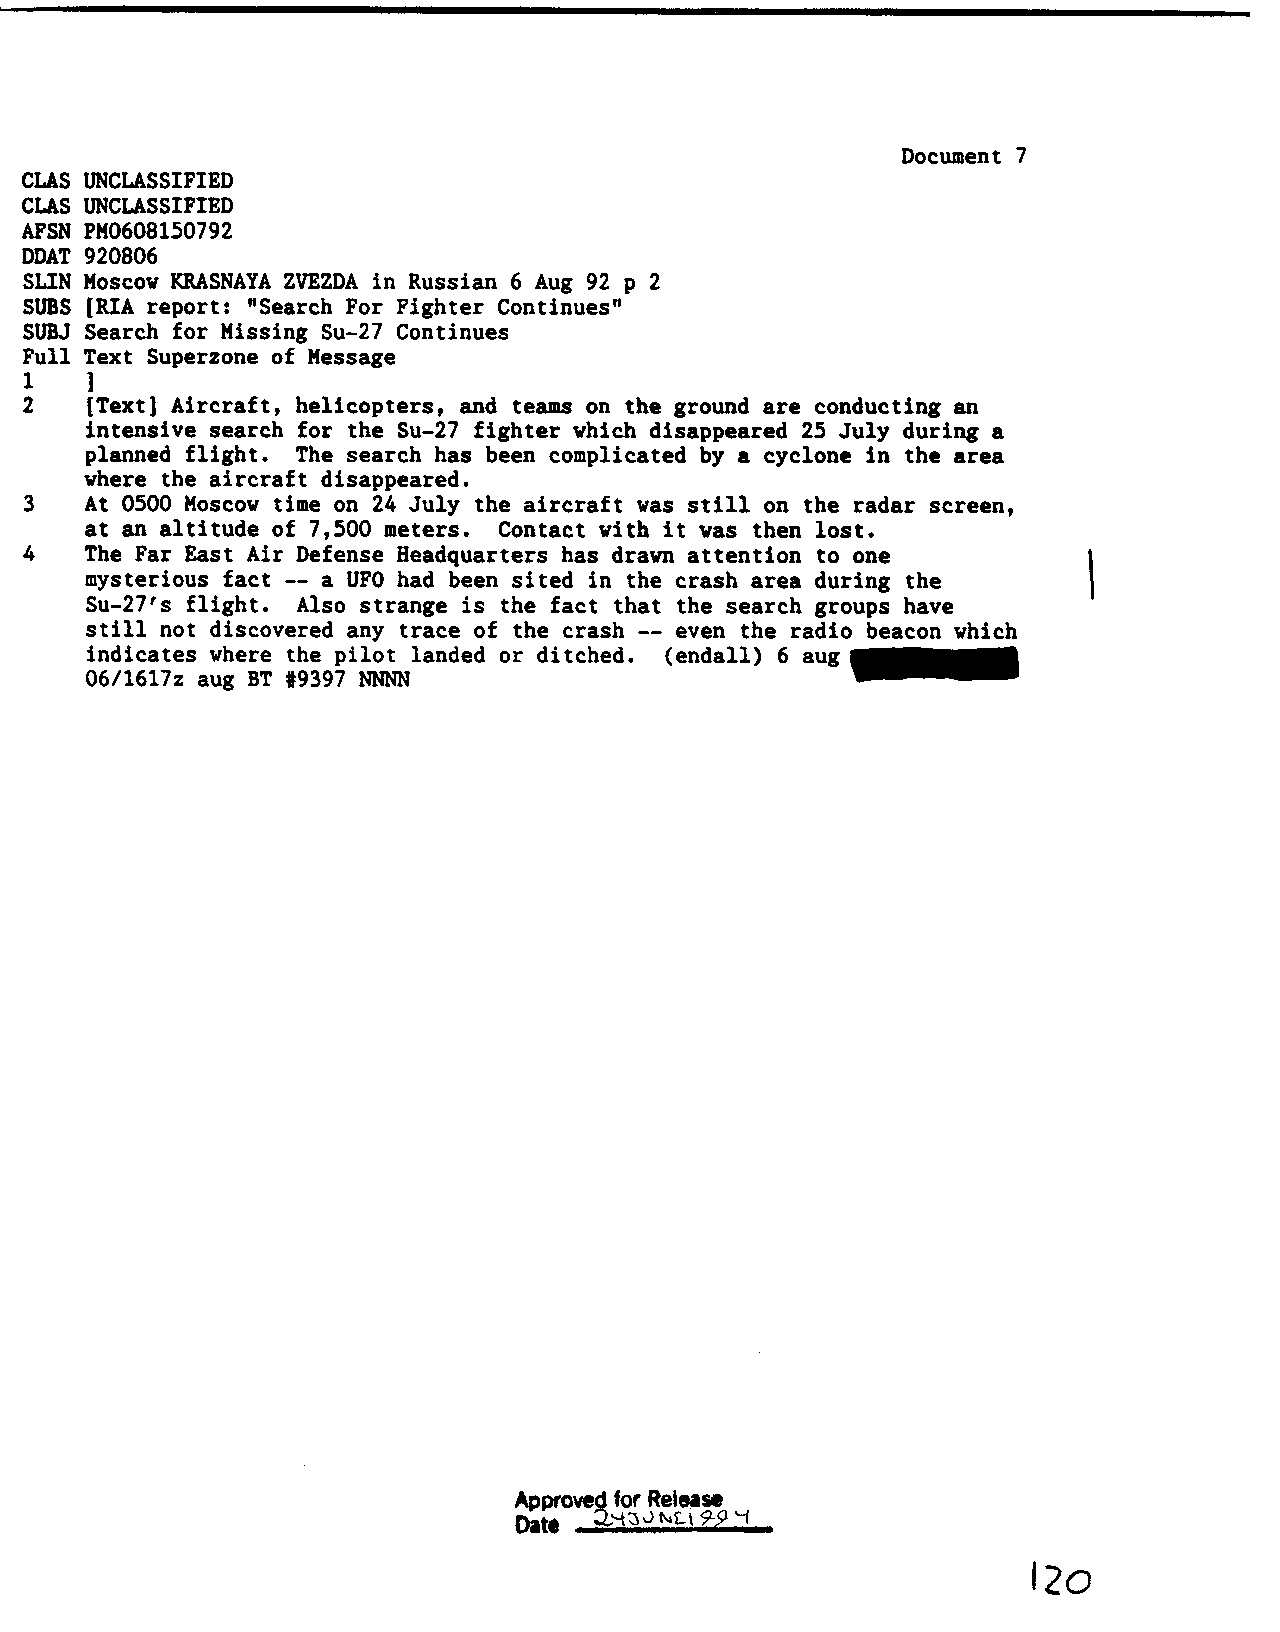 Document 7
CLAS UNCLASSIFIED
CLAS UNCLASSIFIED
AFSN PM0608150792
DDAT 920806
SLIN Moscow KRASNAYA ZVEZDA in Russian 6 Aug 92 p 2
SUBS [RIA report: "Search For Fighter Continues"
SUBJ Search for Missing Su-27 Continues
Full Text Superzone of Message
1 ]
2 [Text] Aircraft, helicopters, and teams on the ground are conducting an
intensive search for the Su-27 fighter which disappeared 25 July during a
planned flight. The search has been complicated by a cyclone in the area
where the aircraft disappeared.
3 At 0500 Moscow time on 24 July the aircraft was still on the radar screen,
at an altitude of 7,500 meters. Contact with it was then lost.
4 The Far East Air Defense Headquarters has drawn attention to one
mysterious fact -- a UFO had been sited in the crash area during the
Su-27's flight. Also strange is the fact that the search groups have
still not discovered any trace of the crash -- even the radio beacon which
indicates where the pilot landed or ditched. (endall) 6 aug
06/1617z aug BT #9397 NNNN
Approved for Release
Date 24 JUNE 1994
120